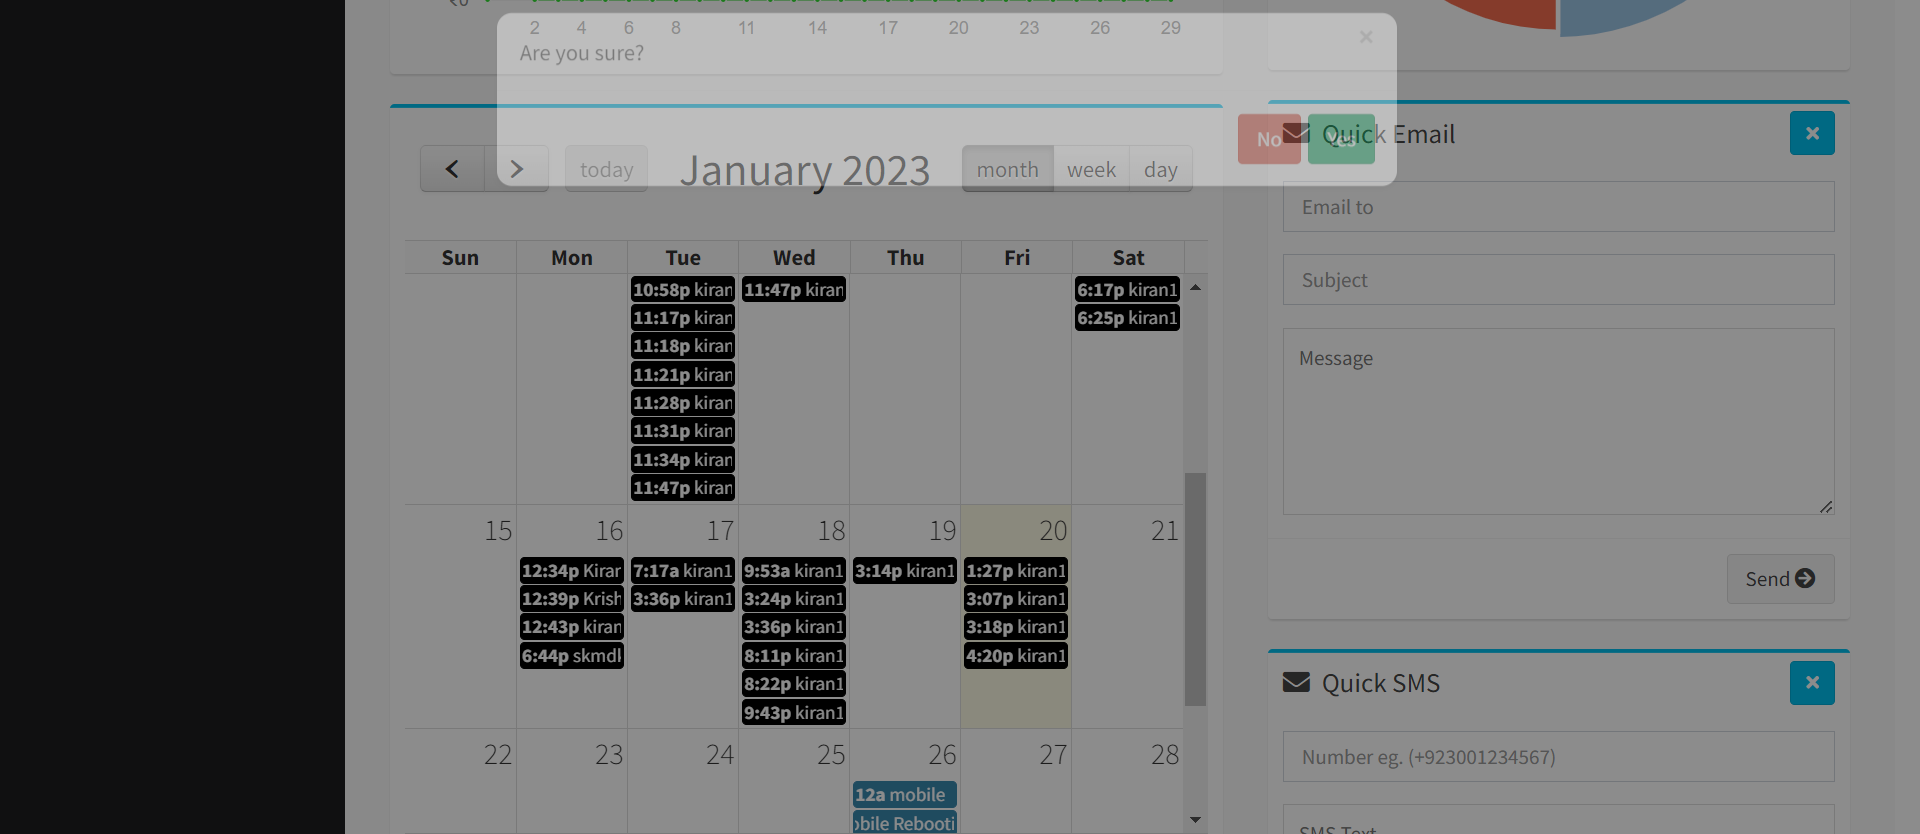 ₹0
2 4 6 8 11 14 17 20 23 26 29
Are you sure?
×
No Yes
today
January 2023
month week day
Sun Mon Tue Wed Thu Fri Sat
10:58p kiran 11:47p kiran 6:17p kiran1
11:17p kiran 6:25p kiran1
11:18p kiran
11:21p kiran
11:28p kiran
11:31p kiran
11:34p kiran
11:47p kiran
15 16 17 18 19 20 21
12:34p Kiran 7:17a kiran1 9:53a kiran1 3:14p kiran1 1:27p kiran1
12:39p Krish 3:36p kiran1 3:24p kiran1 3:07p kiran1
12:43p kiran 3:36p kiran1 3:18p kiran1
6:44p 8:11p kiran1 4:20p kiran1
8:22p kiran1
9:43p kiran1
22 23 24 25 26 27 28
12a mobile
Rebooti
Quick Email
×
Email to
Subject
Message
Send
Quick SMS
×
Number eg. (+923001234567)
SMS Text